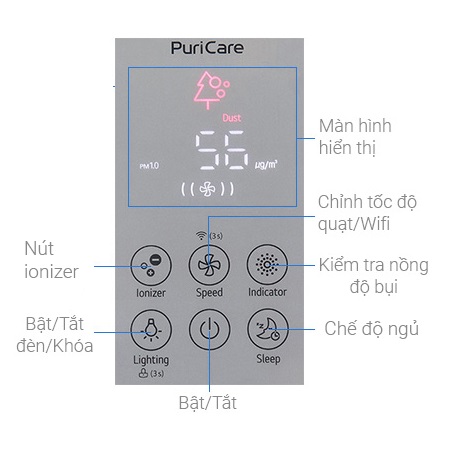 PuriCare
Dust
PM1.0
56
μg/m³
Màn hình
hiển thị
Chỉnh tốc độ
quạt/Wifi
(3s)
Nút
ionizer
Ionizer
Speed
Indicator
Kiểm tra nồng
độ bụi
Bật/Tắt
đèn/Khóa
Lighting
(3s)
Sleep
Chế độ ngủ
Bật/Tắt